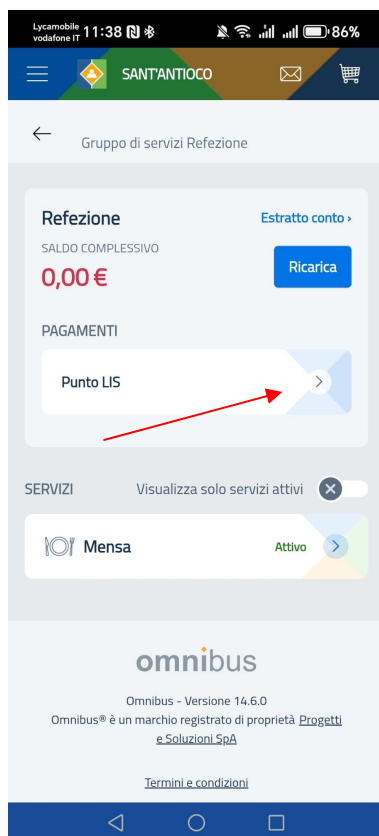 Lycamobile
vodafone IT 11:38 86%
SANT'ANTIOCO
Gruppo di servizi Refezione
Refezione Estratto conto ›
SALDO COMPLESSIVO
0,00 € Ricarica
PAGAMENTI
Punto LIS
SERVIZI Visualizza solo servizi attivi
Mensa Attivo
omnibus
Omnibus - Versione 14.6.0
Omnibus® è un marchio registrato di proprietà Progetti
e Soluzioni SpA
Termini e condizioni